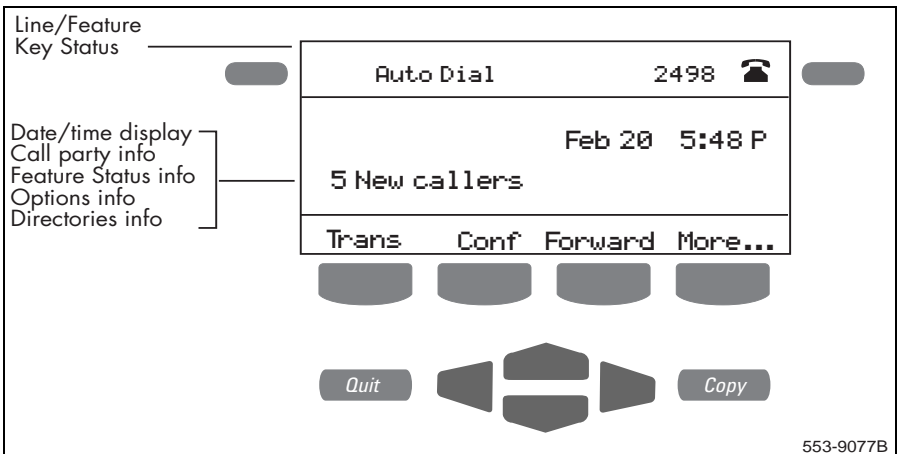 Line/Feature
Key Status
Auto Dial 2498
Date/time display
Call party info
Feature Status info
Options info
Directories info
Feb 20 5:48 P
5 New callers
Trans Conf Forward More...
Quit Copy
553-9077B